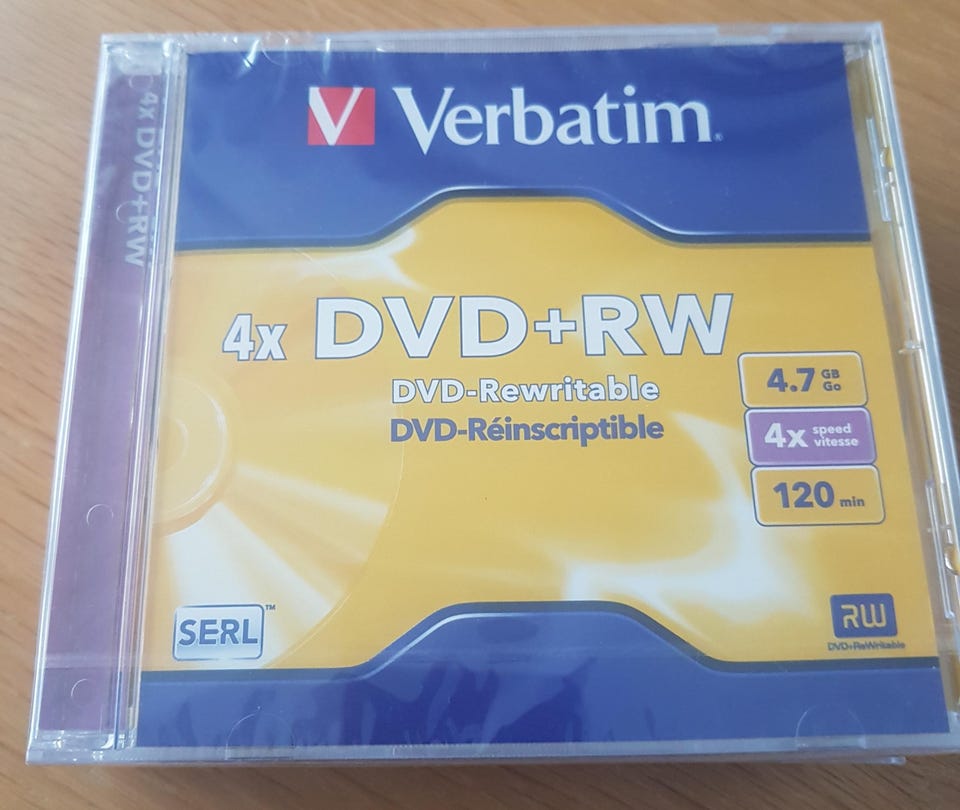 V Verbatim
4x DVD+RW
4x DVD+RW
DVD-Rewritable
DVD-Réinscriptible
4.7 GB Go
4x speed vitesse
120 min
SERL™
RW
DVD+ReWritable